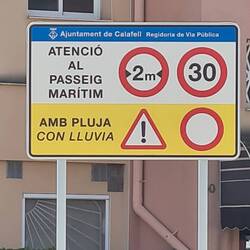 Ajuntament de Calafell Regidoria de Via Pública
ATENCIÓ
AL
PASSEIG
MARÍTIM
2m
30
AMB PLUJA
CON LLUVIA
!